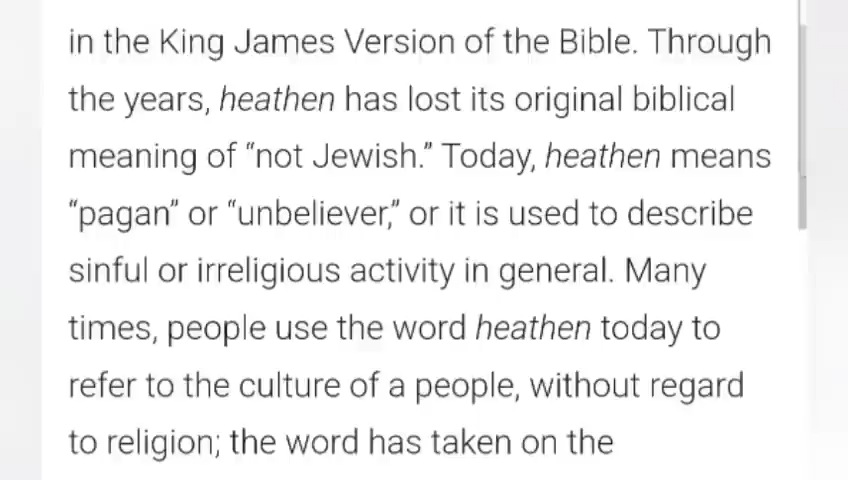 in the King James Version of the Bible. Through
the years, heathen has lost its original biblical
meaning of “not Jewish.” Today, heathen means
“pagan” or “unbeliever,” or it is used to describe
sinful or irreligious activity in general. Many
times, people use the word heathen today to
refer to the culture of a people, without regard
to religion; the word has taken on the